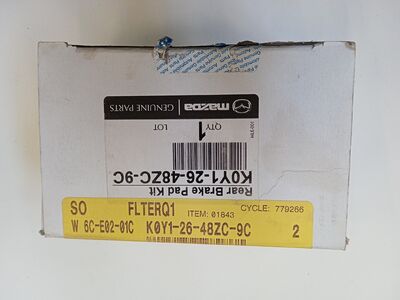 mazda
GENUINE PARTS
QTY LOT
1
K0Y1-26-48ZC-9C
Rear Brake Pad Kit
SO FLTERQ1 ITEM: 01843 CYCLE: 779266
W 6C-E02-01C K0Y1-26-48ZC-9C 2